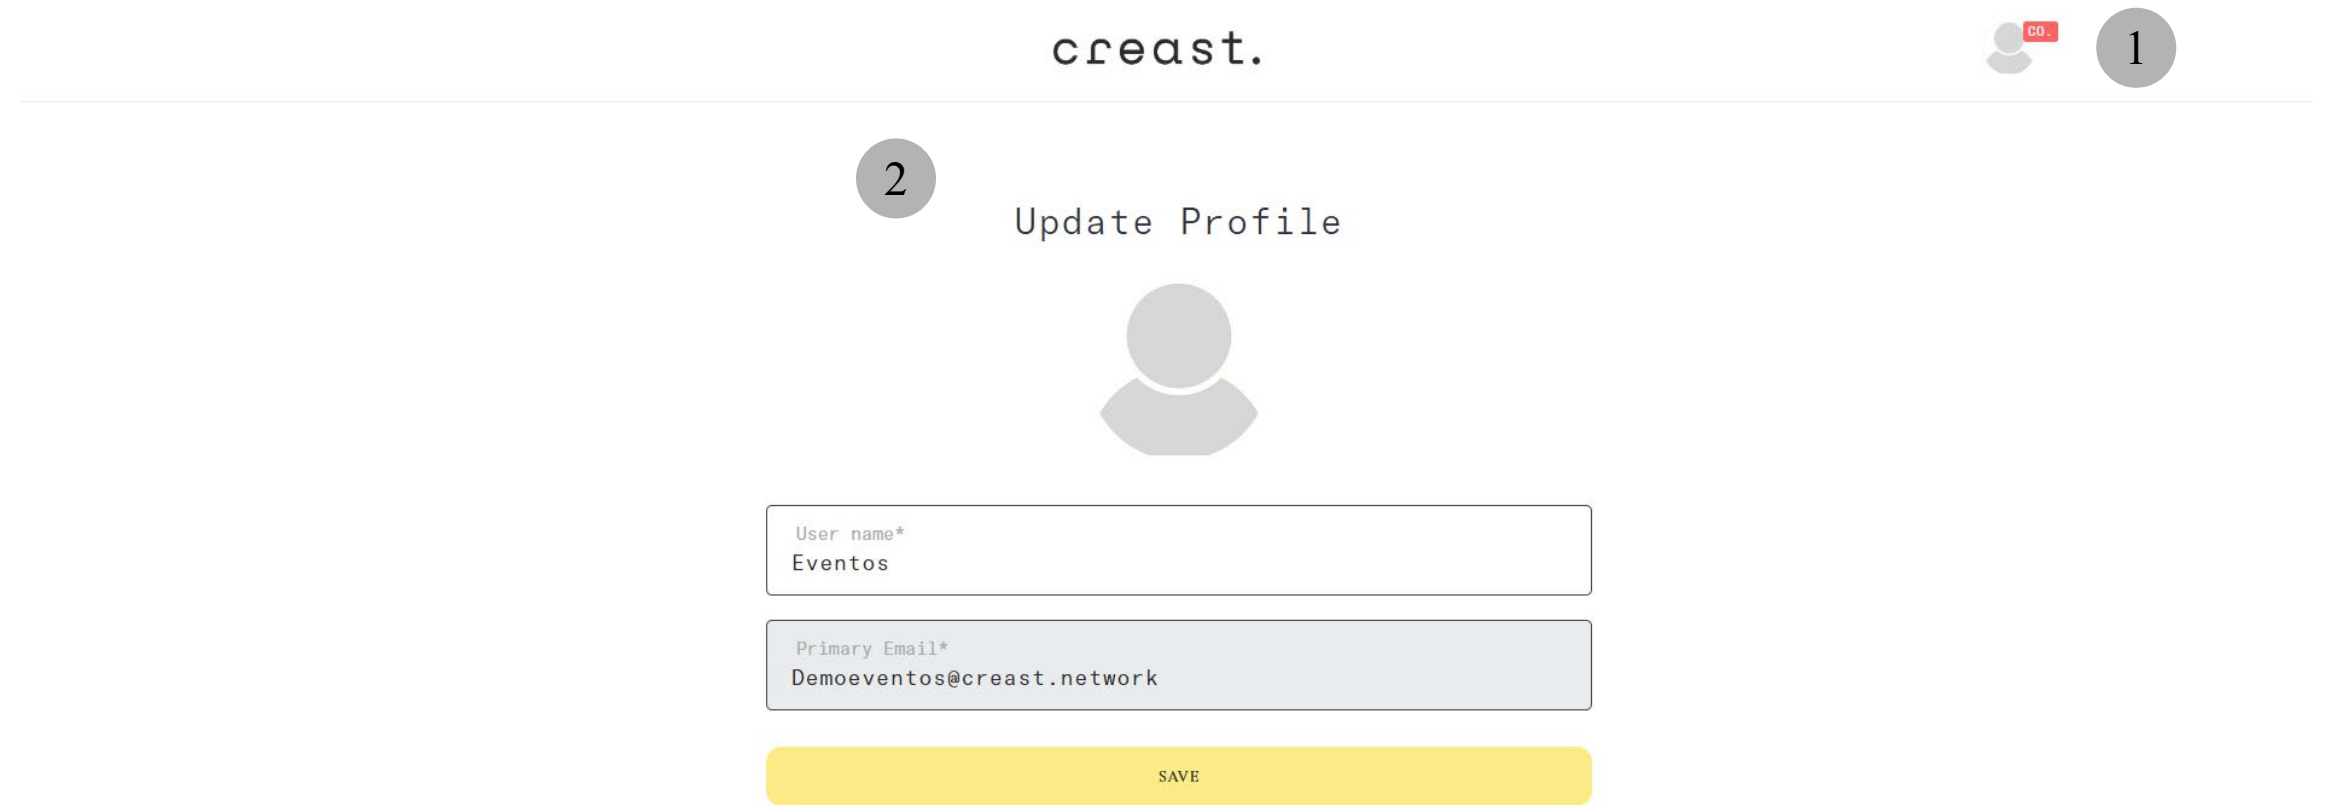 creast.
CO.
1
2
Update Profile
User name*
Eventos
Primary Email*
Demoeventos@creast.network
SAVE